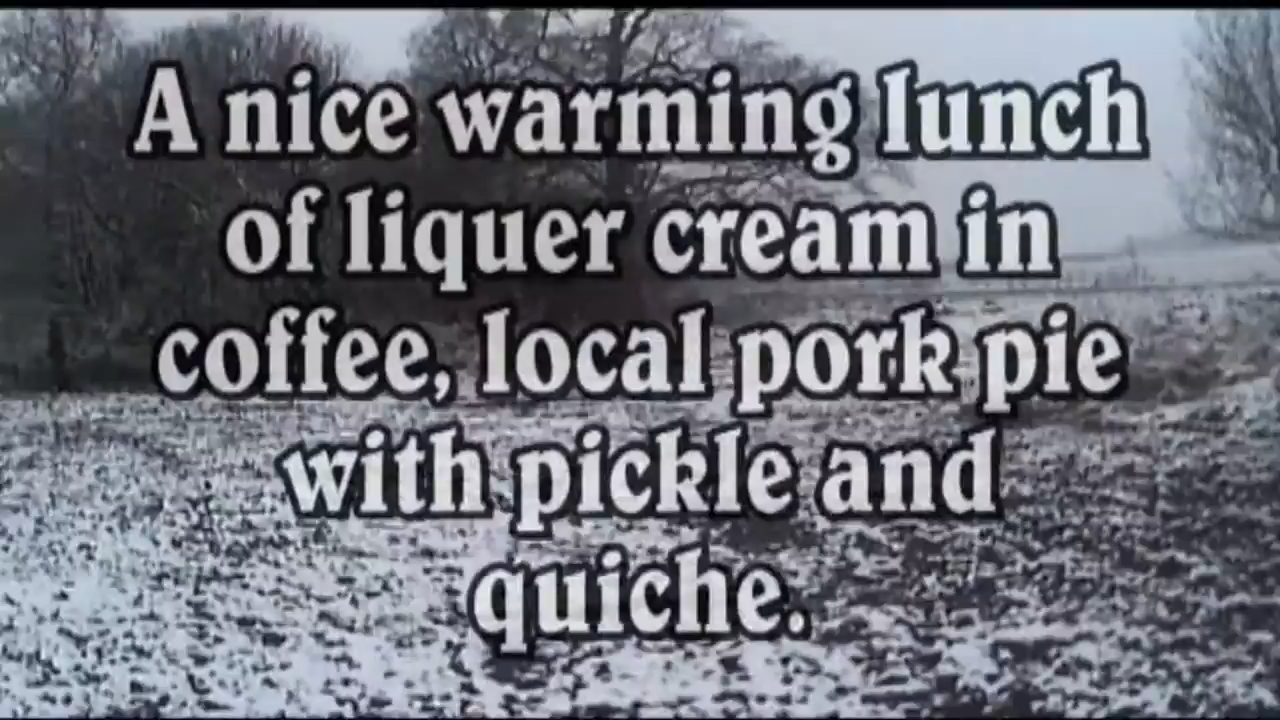 A nice warming lunch
of liquer cream in
coffee, local pork pie
with pickle and
quiche.